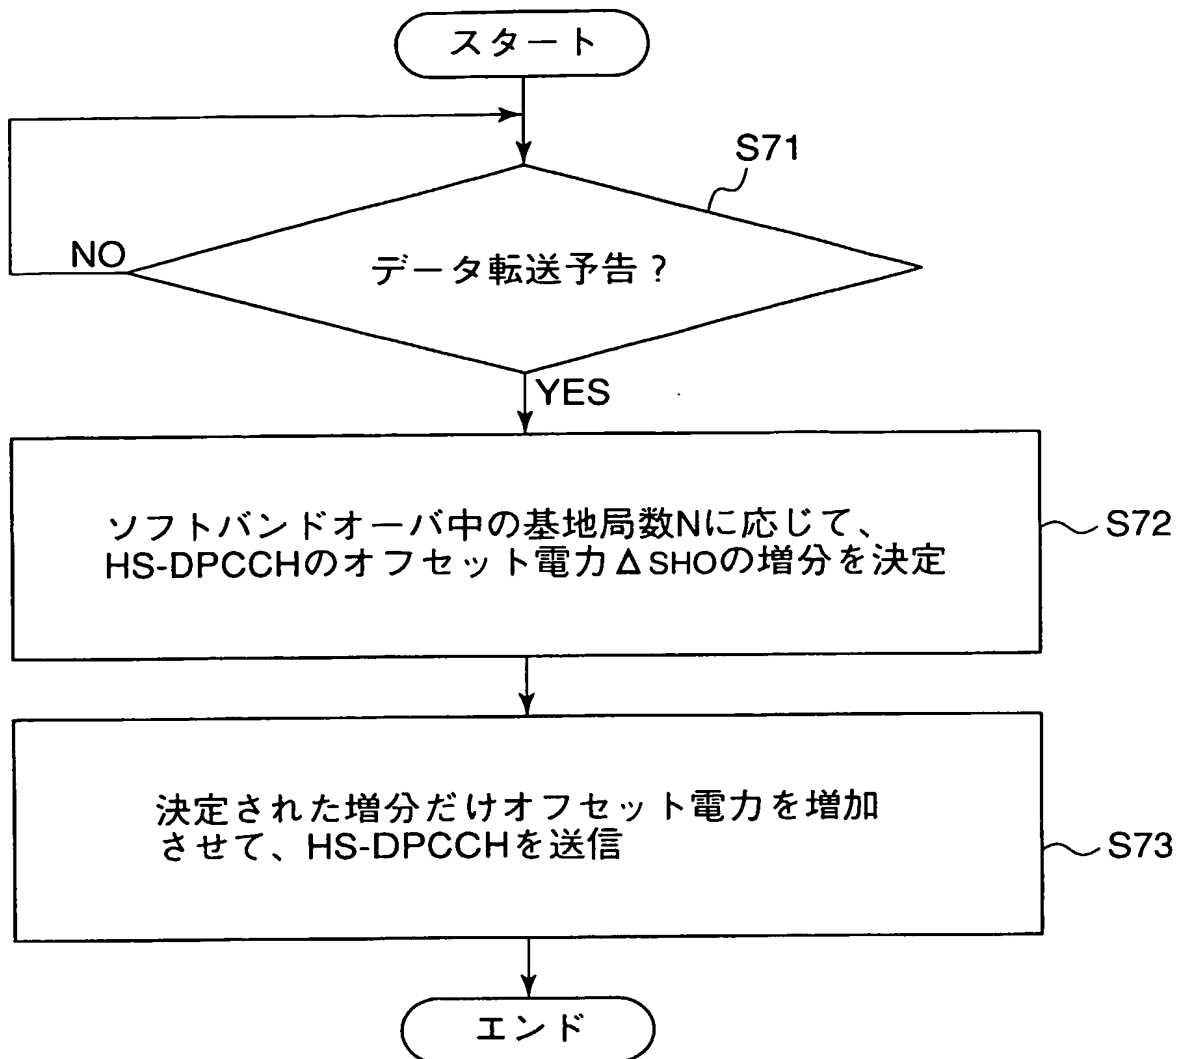 スタート
S71
NO
データ転送予告?
YES
ソフトバンドオーバ中の基地局数Nに応じて、
HS-DPCCHのオフセット電力ΔSHOの増分を決定
S72
決定された増分だけオフセット電力を増加
させて、HS-DPCCHを送信
S73
エンド